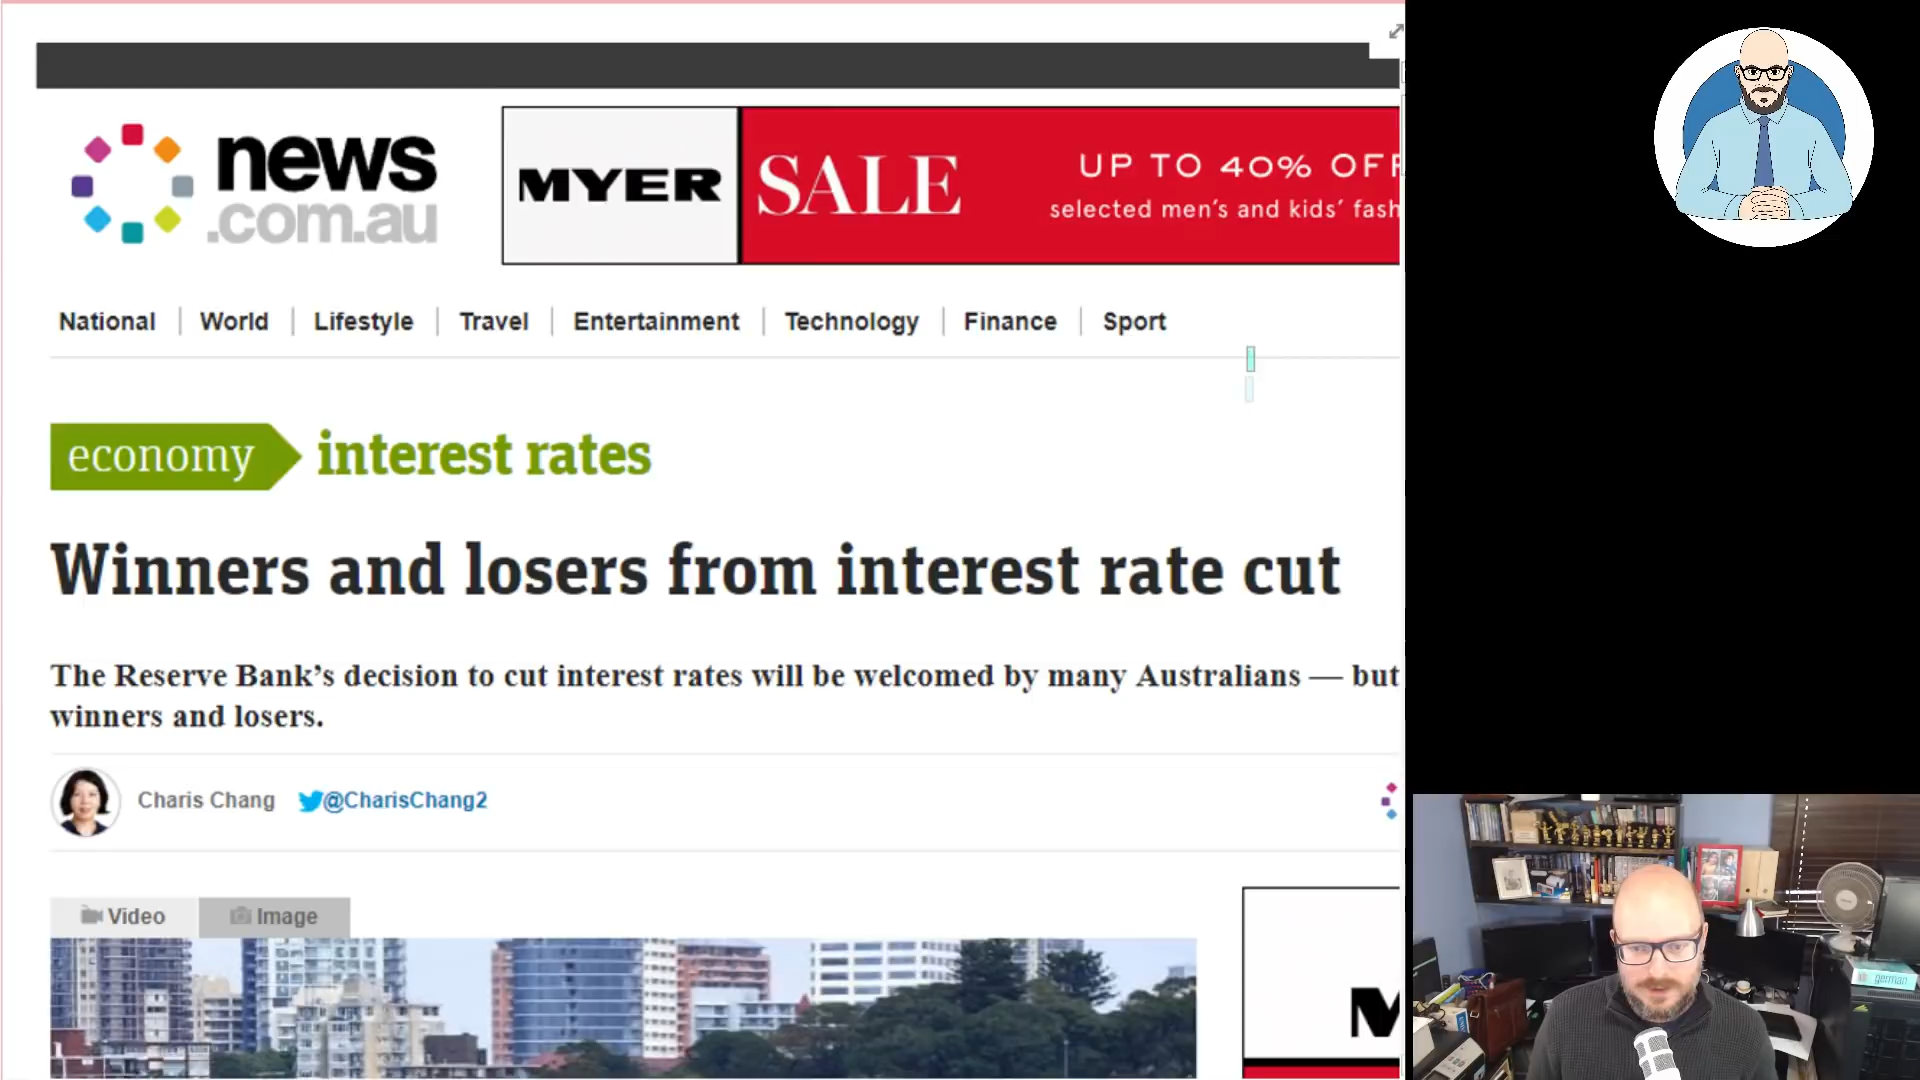 news
.com.au
MYER
SALE
UP TO 40% OFF
selected men's and kids' fash
National
World
Lifestyle
Travel
Entertainment
Technology
Finance
Sport
economy
interest rates
Winners and losers from interest rate cut
The Reserve Bank’s decision to cut interest rates will be welcomed by many Australians — but
winners and losers.
Charis Chang
@CharisChang2
Video
Image
M
german